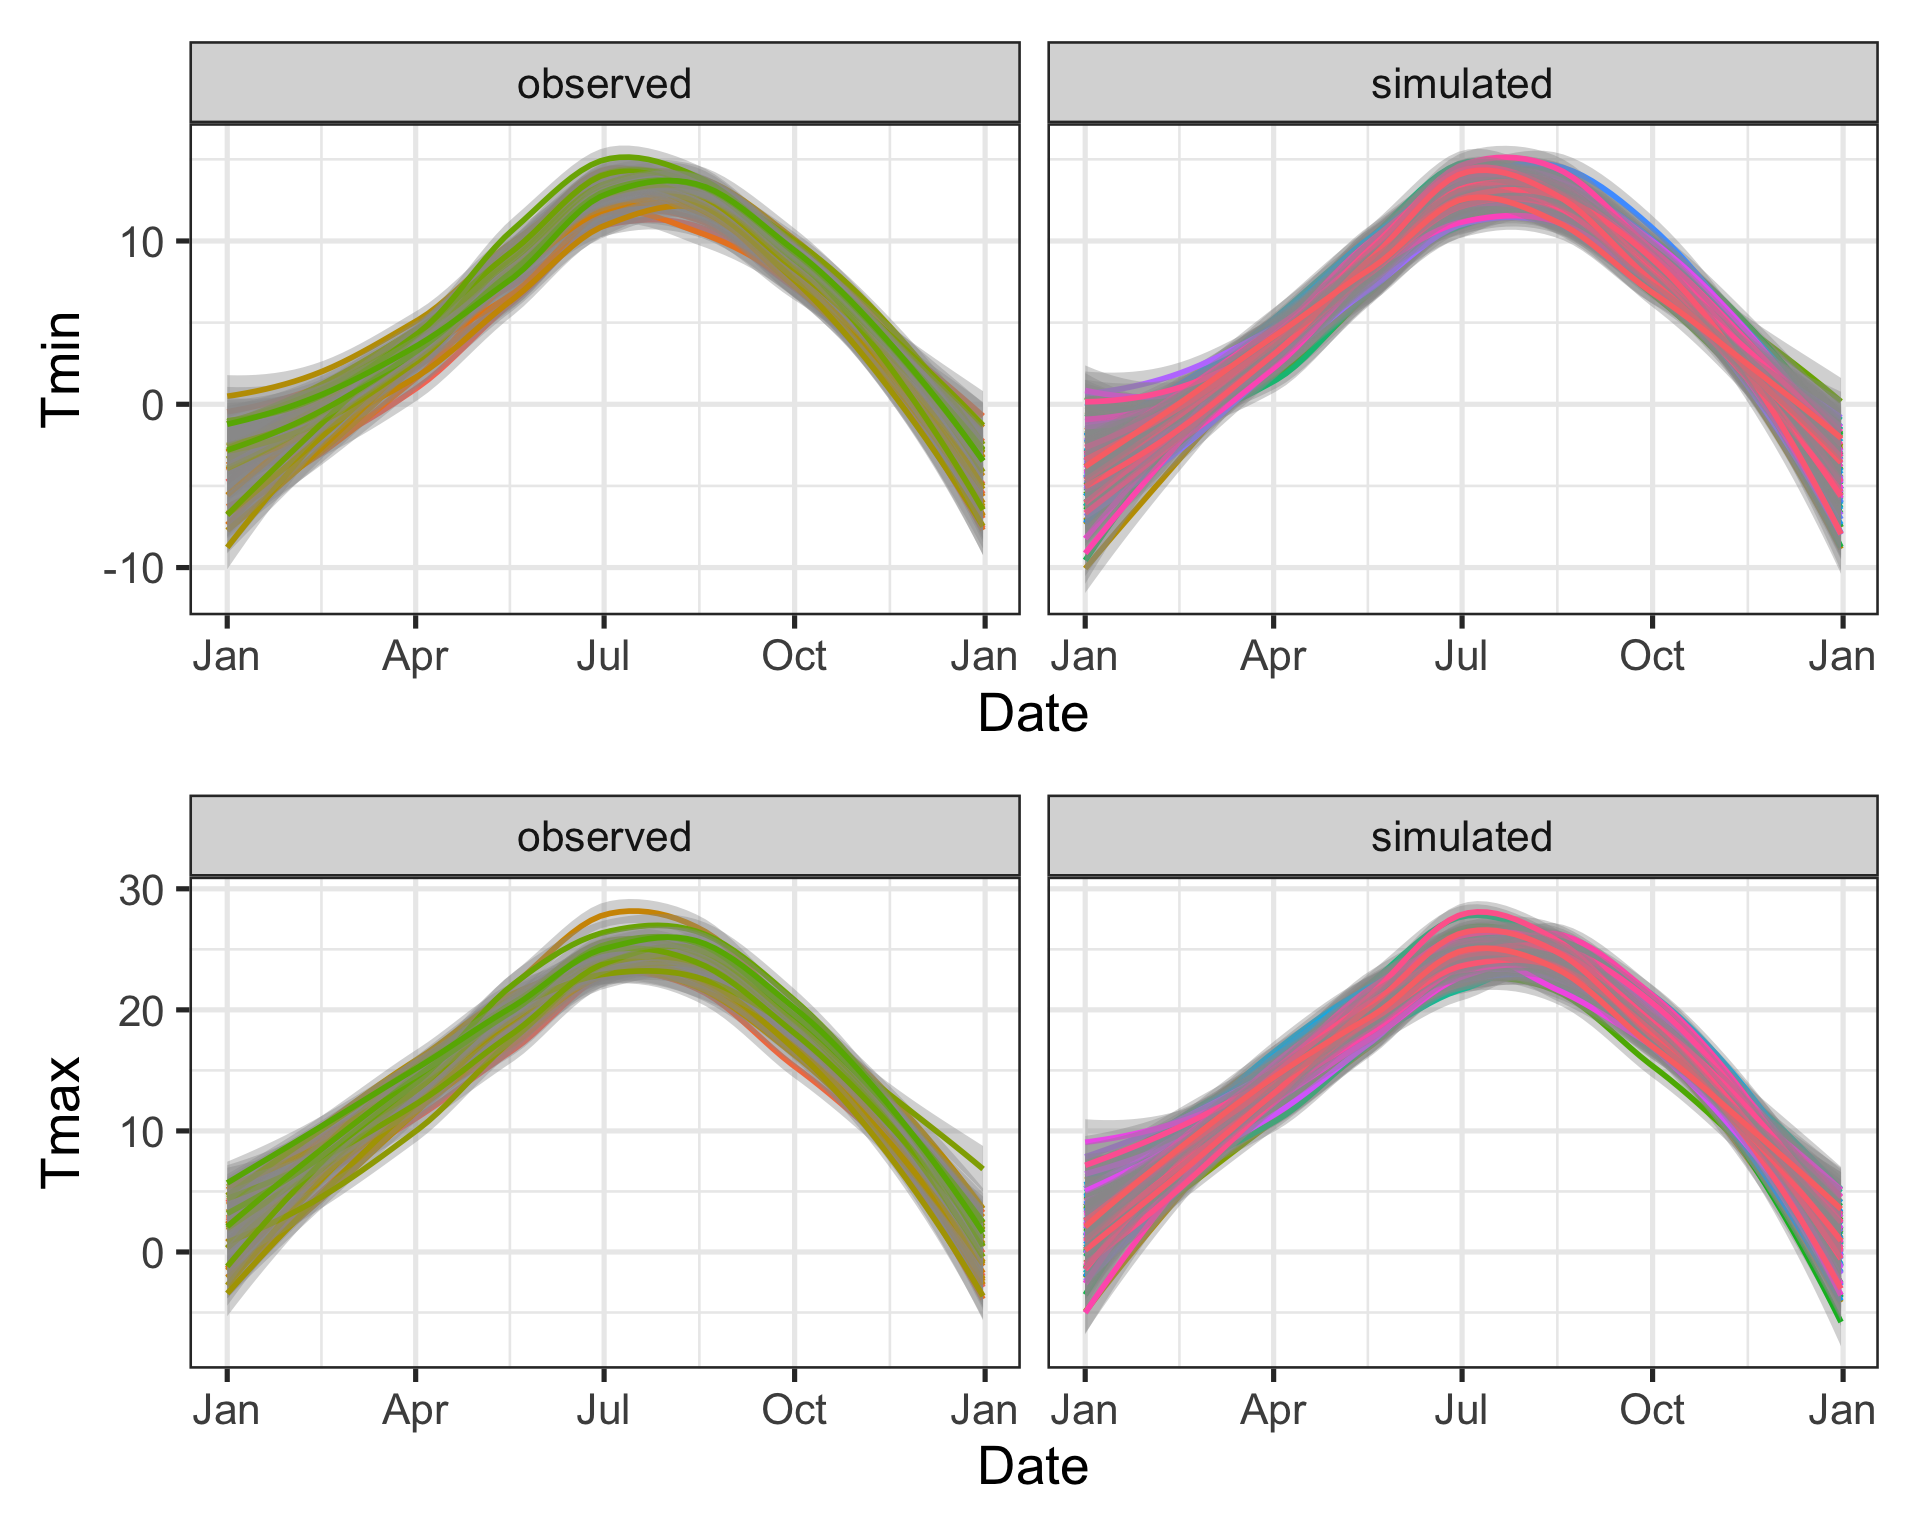 observed simulated
Tmin
10
0
-10
Jan Apr Jul Oct Jan Jan Apr Jul Oct Jan
Date
observed simulated
Tmax
30
20
10
0
Jan Apr Jul Oct Jan Jan Apr Jul Oct Jan
Date